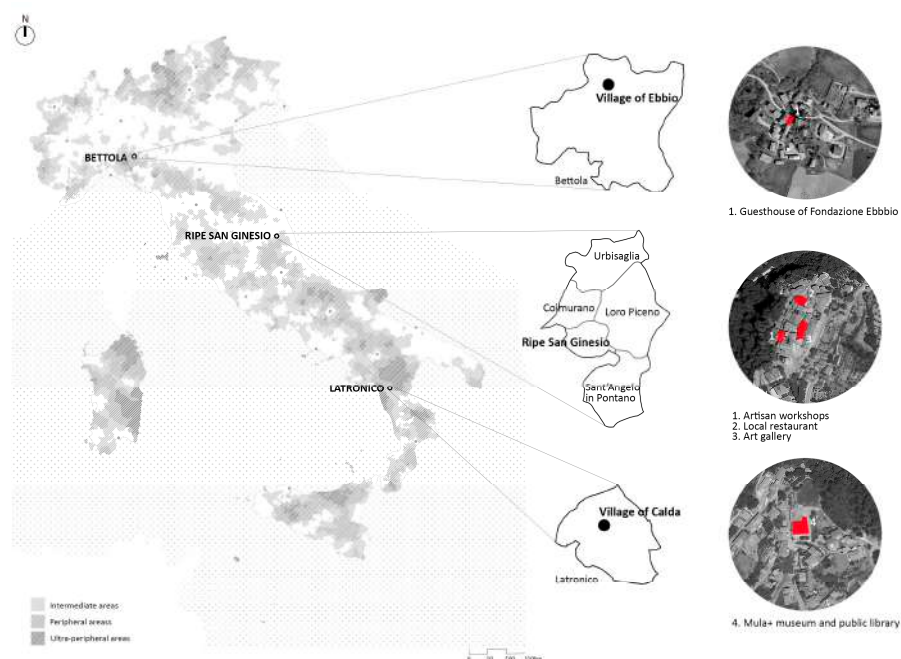 N
BETTOLA
RIPE SAN GINESIO
LATRONICO
Village of Ebbio
Bettola
Urbisaglia
Colmurano
Loro Piceno
Ripe San Ginesio
Sant'Angelo
in Pontano
Village of Calda
Latronico
1. Guesthouse of Fondazione Ebbbio
1. Artisan workshops
2. Local restaurant
3. Art gallery
4
4. Mula+ museum and public library
Intermediate areas
Peripheral areass
Ultra-peripheral areas